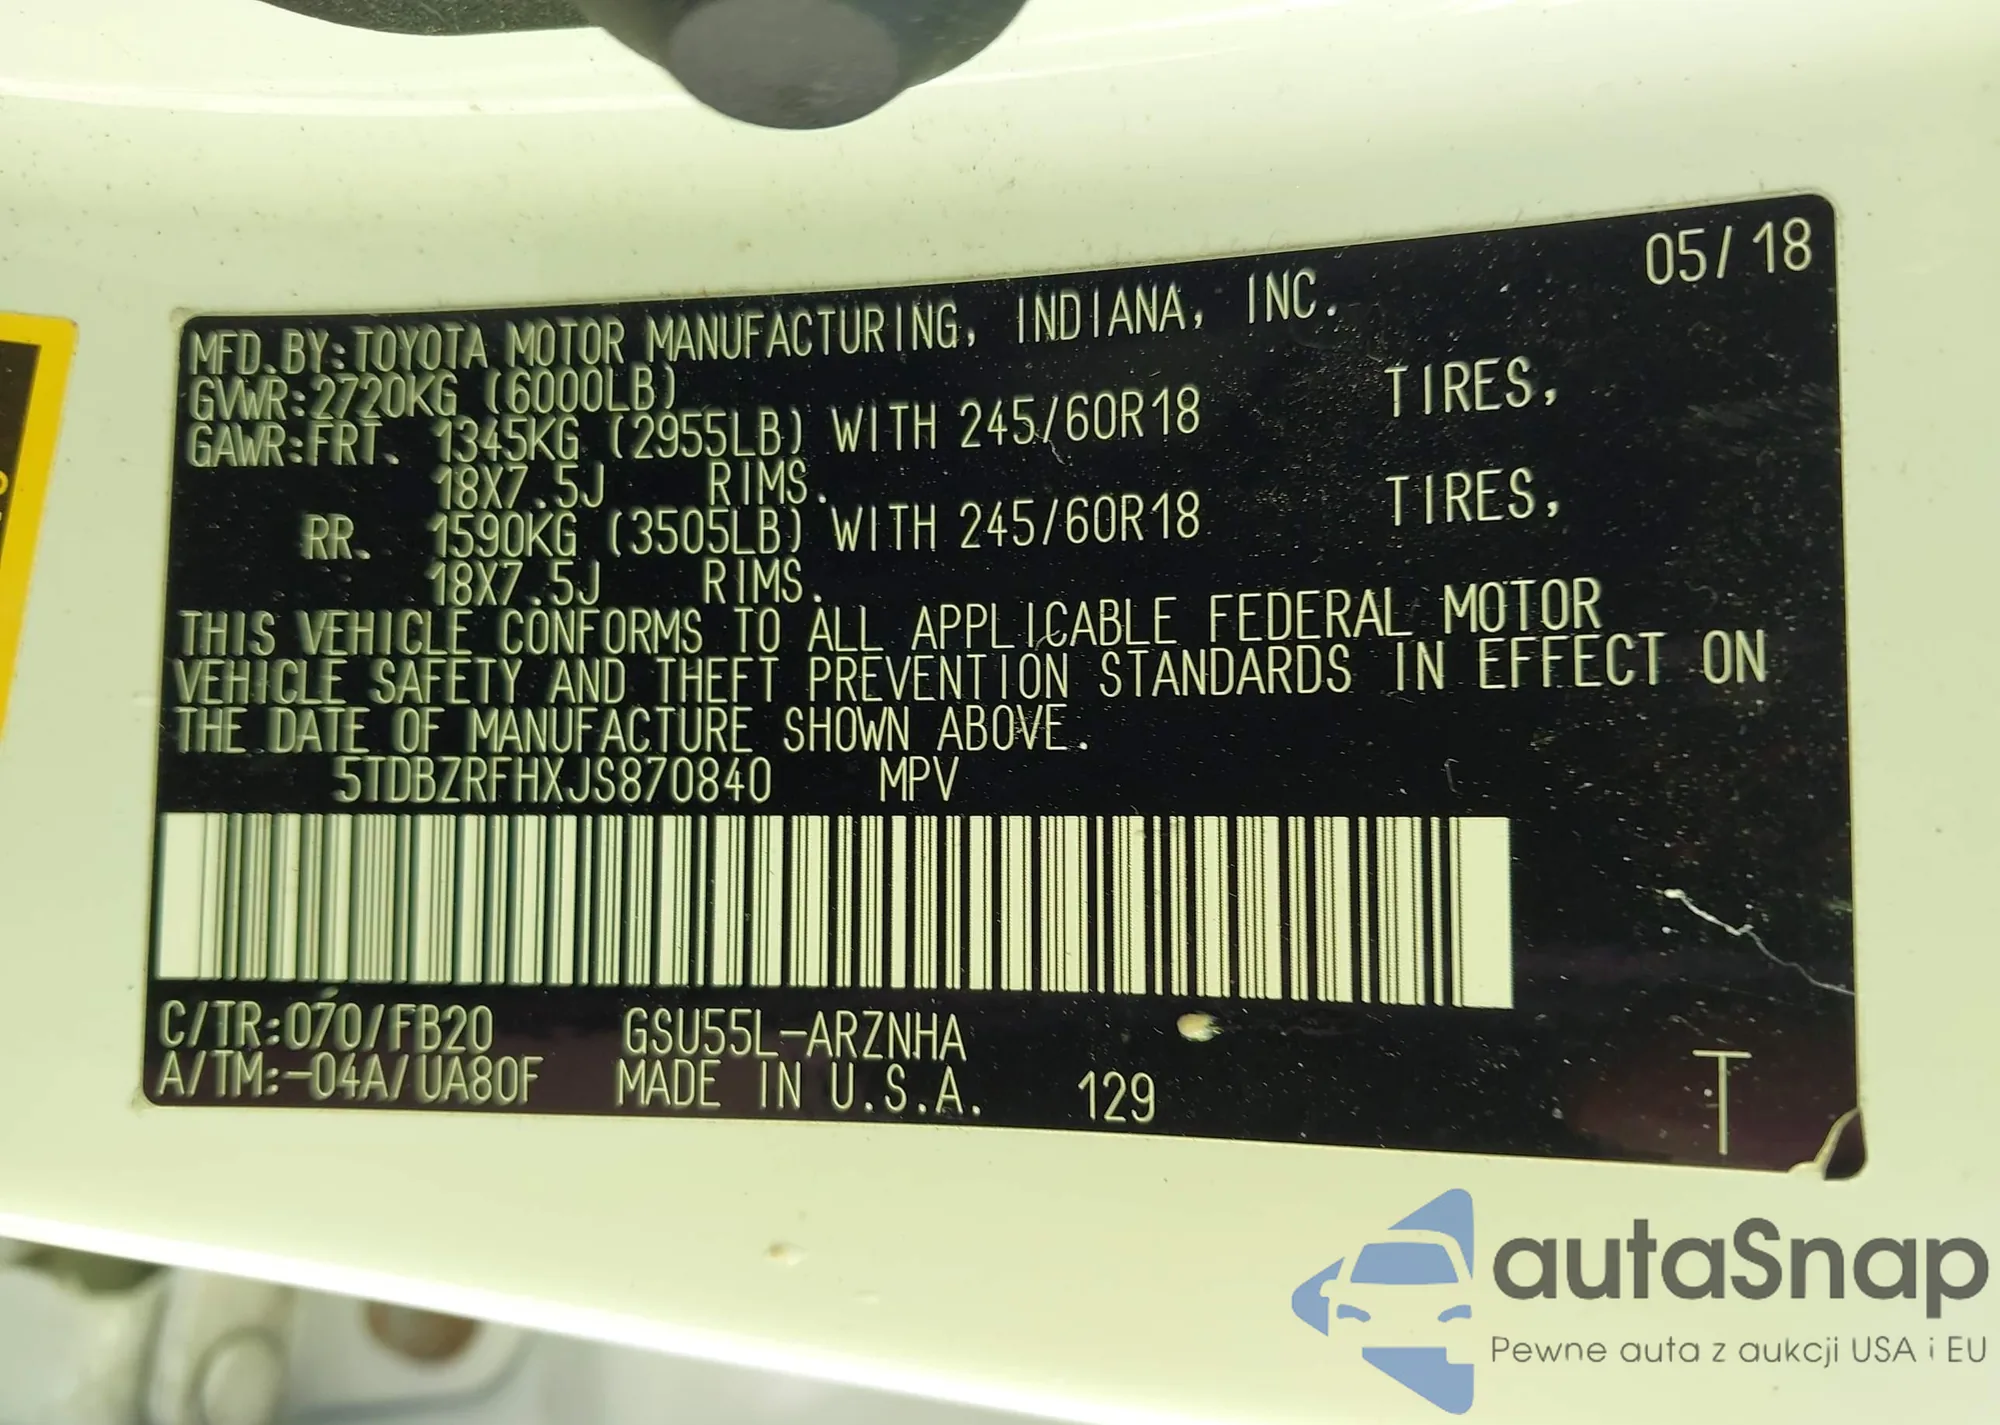 05/18
MFD.BY:TOYOTA MOTOR MANUFACTURING, INDIANA, INC.
GVWR:2720KG (6000LB)
GAWR:FRT. 1345KG (2955LB) WITH 245/60R18 TIRES,
18X7.5J RIMS.
RR. 1590KG (3505LB) WITH 245/60R18 TIRES,
18X7.5J RIMS.
THIS VEHICLE CONFORMS TO ALL APPLICABLE FEDERAL MOTOR
VEHICLE SAFETY AND THEFT PREVENTION STANDARDS IN EFFECT ON
THE DATE OF MANUFACTURE SHOWN ABOVE.
5TDBZRFHXJS870840 MPV
C/TR:070/FB20 GSU55L-ARZNHA
A/TM:-04A/UA80F MADE IN U.S.A. 129 T
autaSnap
Pewne auta z aukcji USA i EU